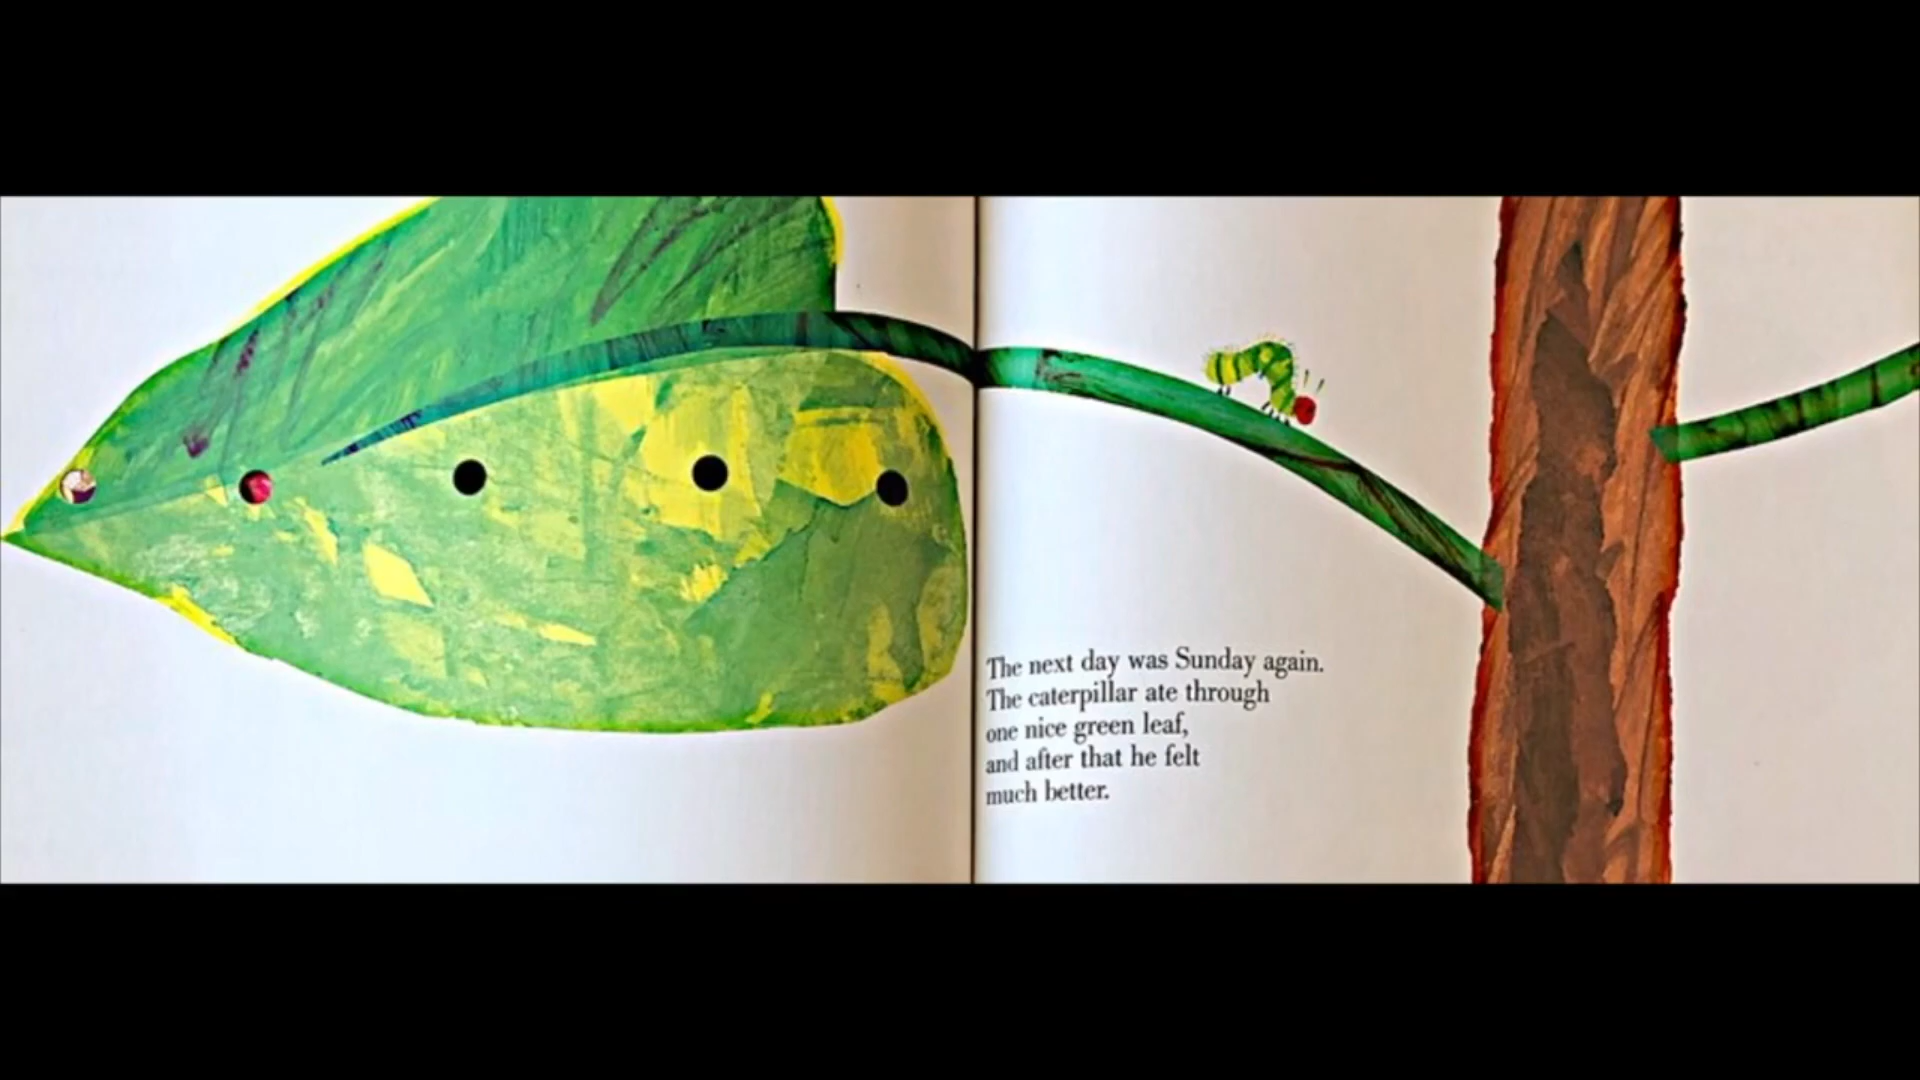 The next day was Sunday again.
The caterpillar ate through
one nice green leaf,
and after that he felt
much better.